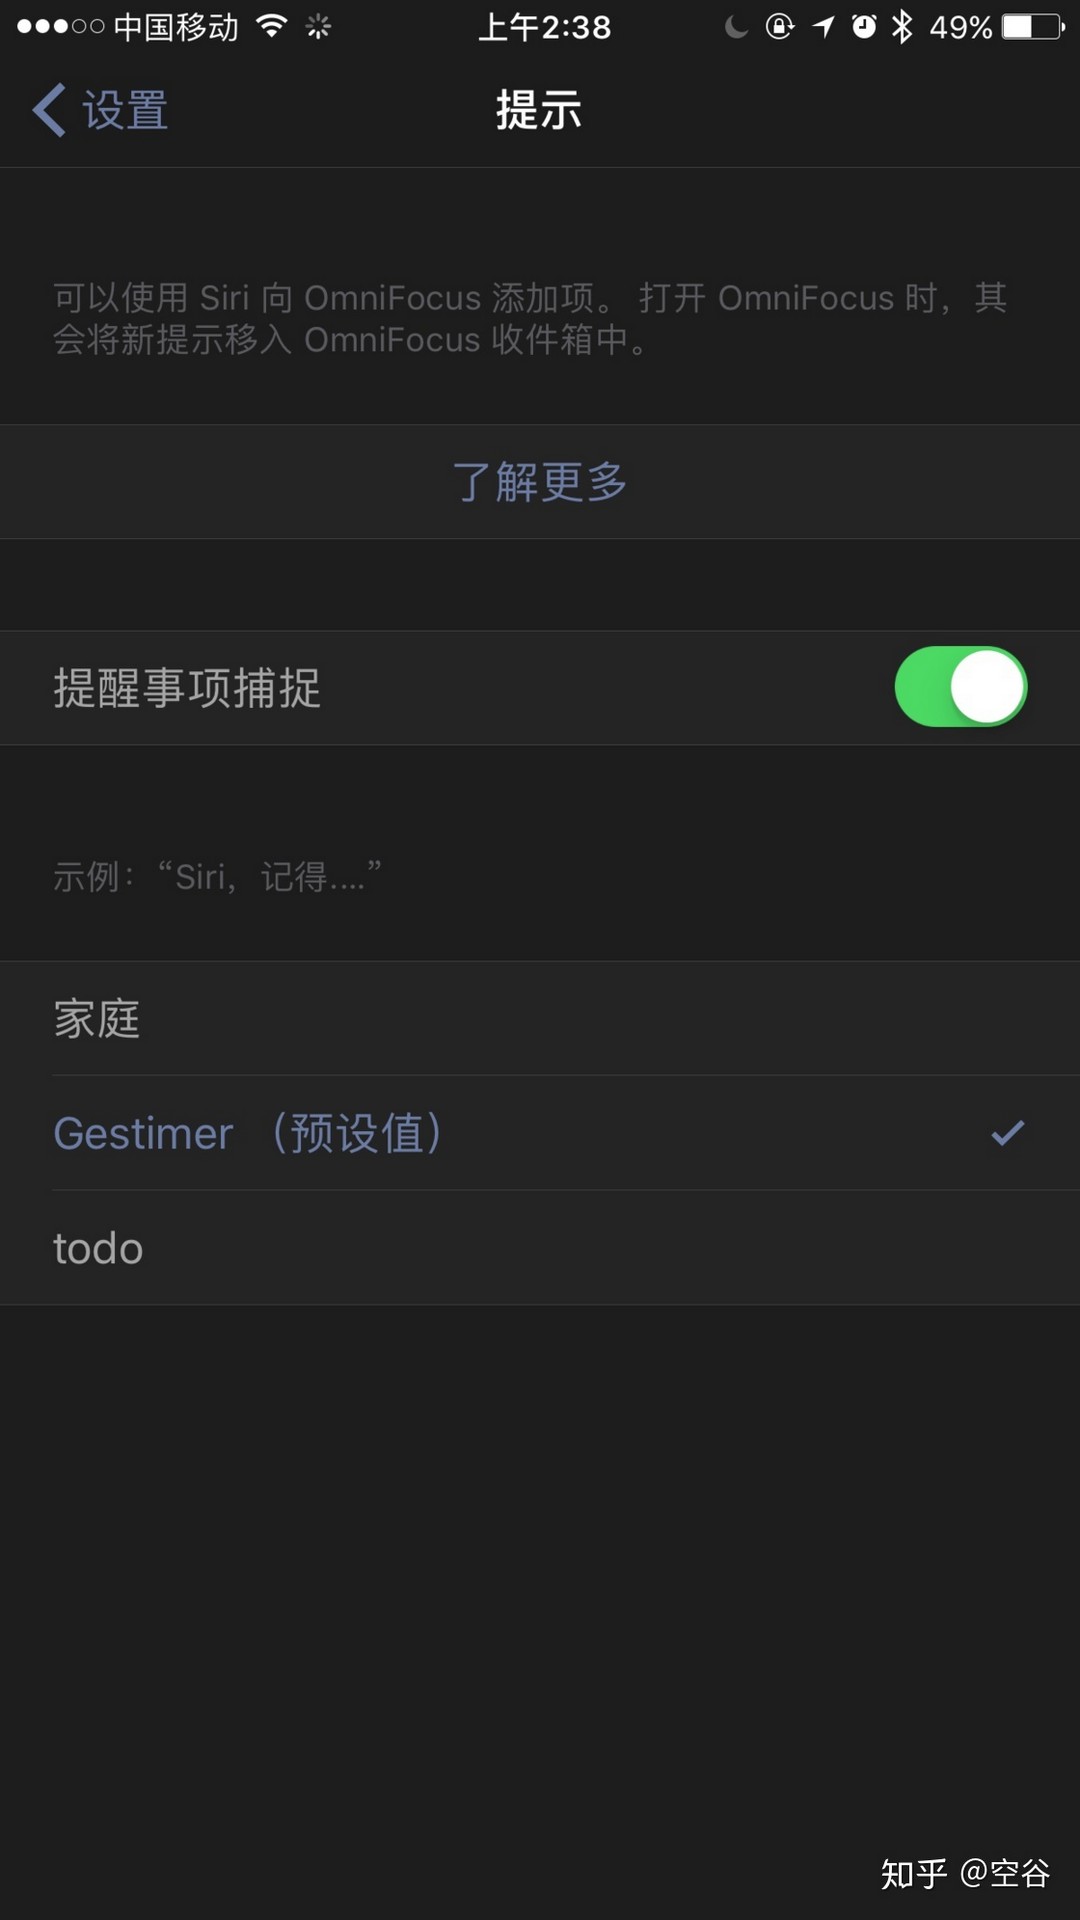 中国移动 上午2:38 49%
设置 提示
可以使用 Siri 向 OmniFocus 添加项。 打开 OmniFocus 时，其
会将新提示移入 OmniFocus 收件箱中。
了解更多
提醒事项捕捉
示例：“Siri，记得....”
家庭
Gestimer （预设值）
todo
知乎 @空谷